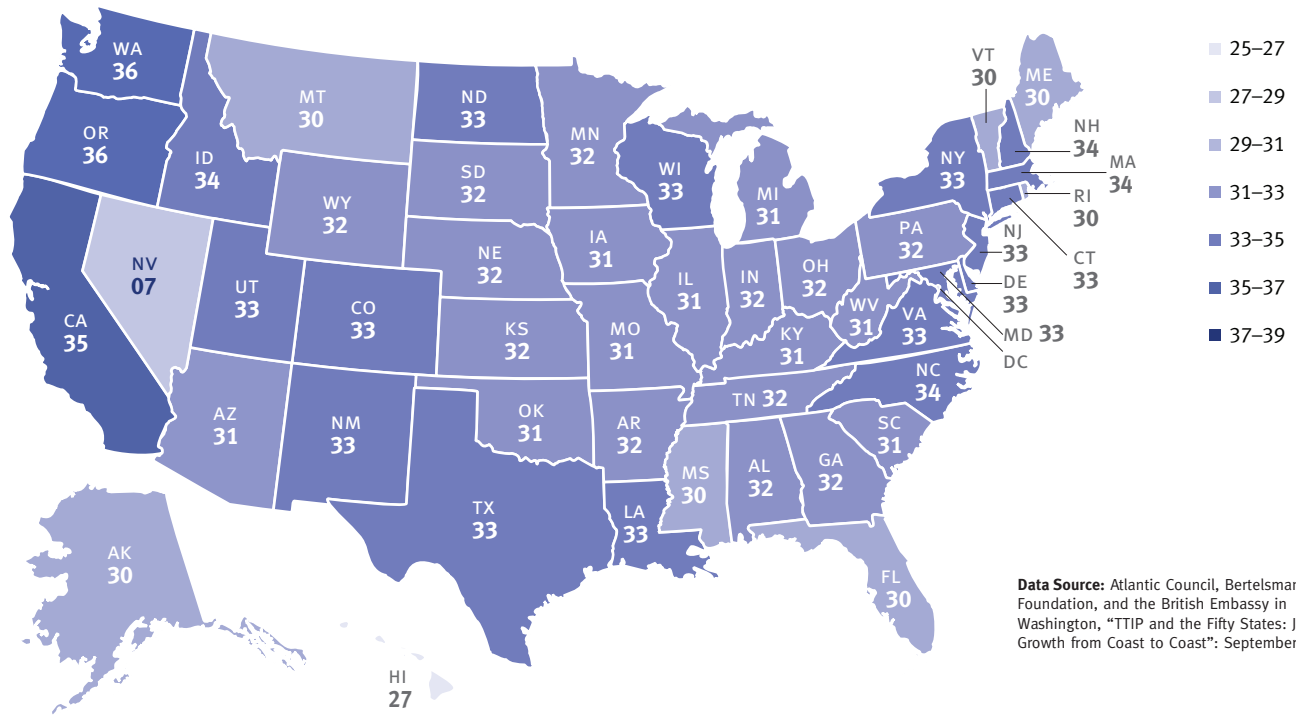 WA
36
OR
36
CA
35
NV
07
ID
34
MT
30
WY
32
UT
33
CO
33
AZ
31
NM
33
ND
33
SD
32
NE
32
KS
32
OK
31
TX
33
MN
32
IA
31
MO
31
AR
32
LA
33
WI
33
IL
31
MI
31
IN
32
OH
32
KY
31
TN 32
MS
30
AL
32
GA
32
FL
30
SC
31
NC
34
VA
33
WV
31
PA
32
NY
33
VT
30
ME
30
NH
34
MA
34
RI
30
CT
33
NJ
33
DE
33
MD 33
DC
AK
30
HI
27
25–27
27–29
29–31
31–33
33–35
35–37
37–39
Data Source: Atlantic Council,
Foundation, and the British Embassy in
Washington, “TTIP and the Fifty States:
Growth from Coast to Coast”: September